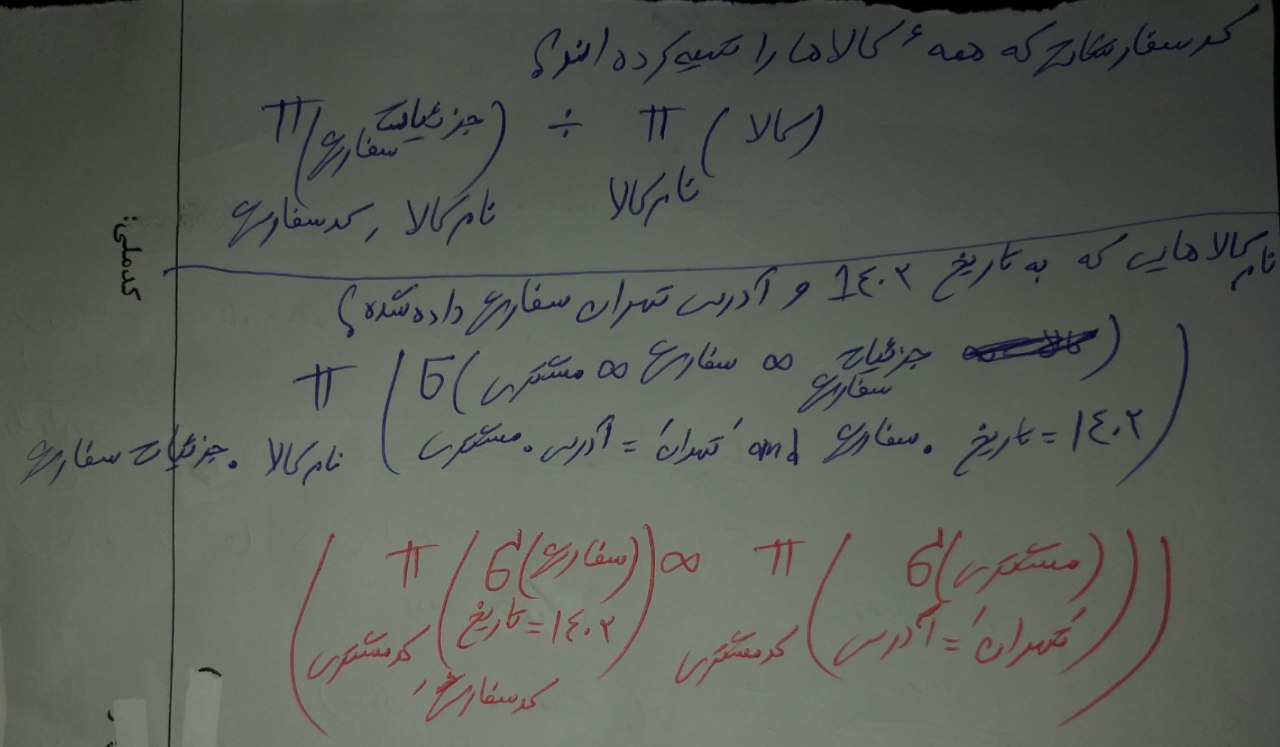 کد سفارشاتی که همهٔ کالاها را تهیه کرده اند؟
π (جزئیات سفارش) ÷ π (کالا)
نام کالا , کد سفارش نام کالا
نام کالا هایی که به تاریخ ۱۴۰۲ و آدرس تهران سفارش داده شده؟
π ( σ ( مشتری ∞ سفارش ∞ جزئیات سفارش ) )
جزئیات سفارش . نام کالا مشتری . آدرس = 'تهران' and سفارش . تاریخ = ۱۴۰۲
( π ( σ (سفارش) ) ∞ π ( σ (مشتری) ) )
کد مشتری , کد سفارش تاریخ = ۱۴۰۲ کد مشتری آدرس = 'تهران'
کد ملی: